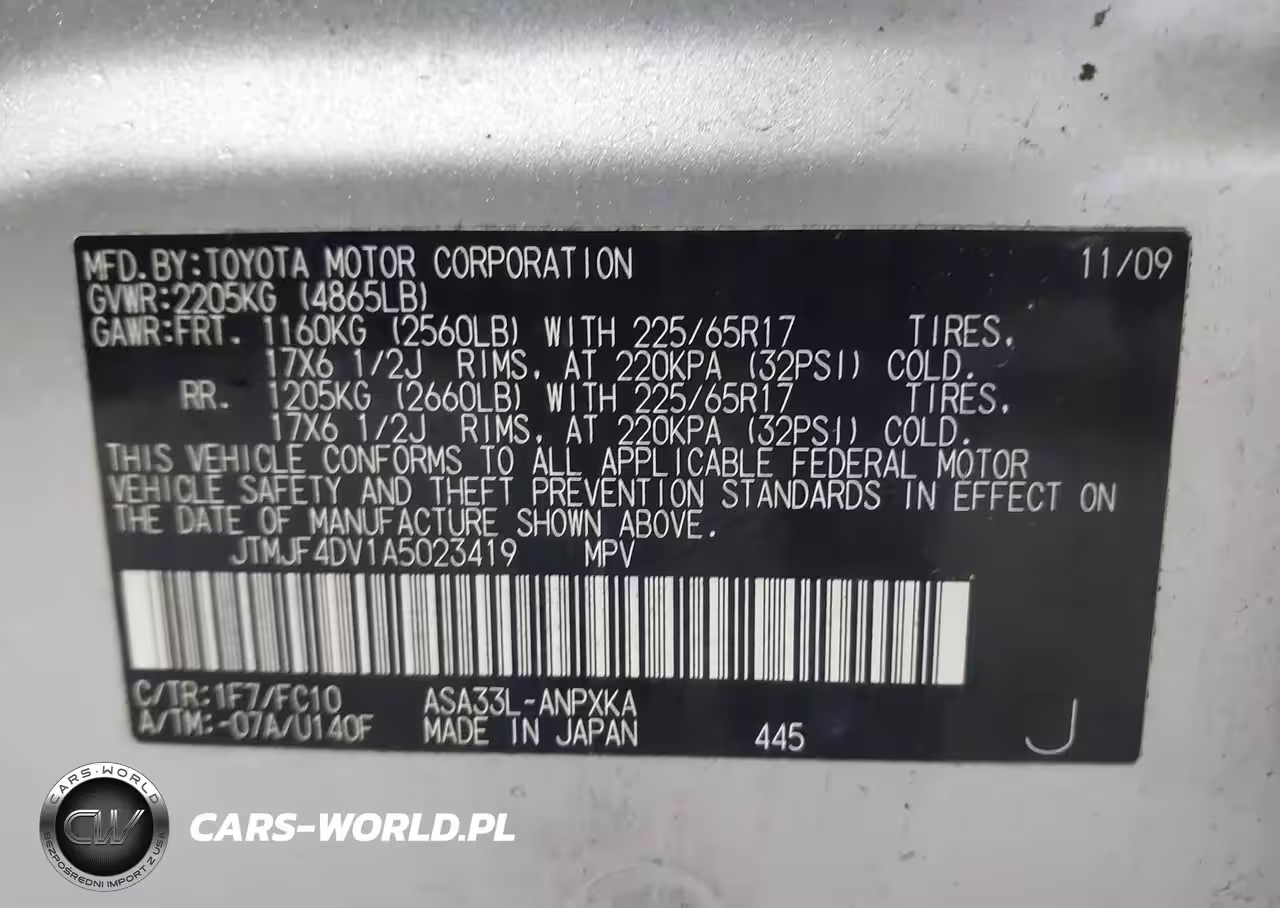 MFD.BY:TOYOTA MOTOR CORPORATION 11/09
GVWR:2205KG (4865LB)
GAWR:FRT. 1160KG (2560LB) WITH 225/65R17 TIRES,
17X6 1/2J RIMS, AT 220KPA (32PSI) COLD.
RR. 1205KG (2660LB) WITH 225/65R17 TIRES,
17X6 1/2J RIMS, AT 220KPA (32PSI) COLD.
THIS VEHICLE CONFORMS TO ALL APPLICABLE FEDERAL MOTOR
VEHICLE SAFETY AND THEFT PREVENTION STANDARDS IN EFFECT ON
THE DATE OF MANUFACTURE SHOWN ABOVE.
JTMJF4DV1A5023419 MPV
C/TR:1F7/FC10 ASA33L-ANPXKA
A/TM:-07A/U140F MADE IN JAPAN 445 J
CARS-WORLD
CW
BEZPOŚREDNI IMPORT Z USA
CARS-WORLD.PL